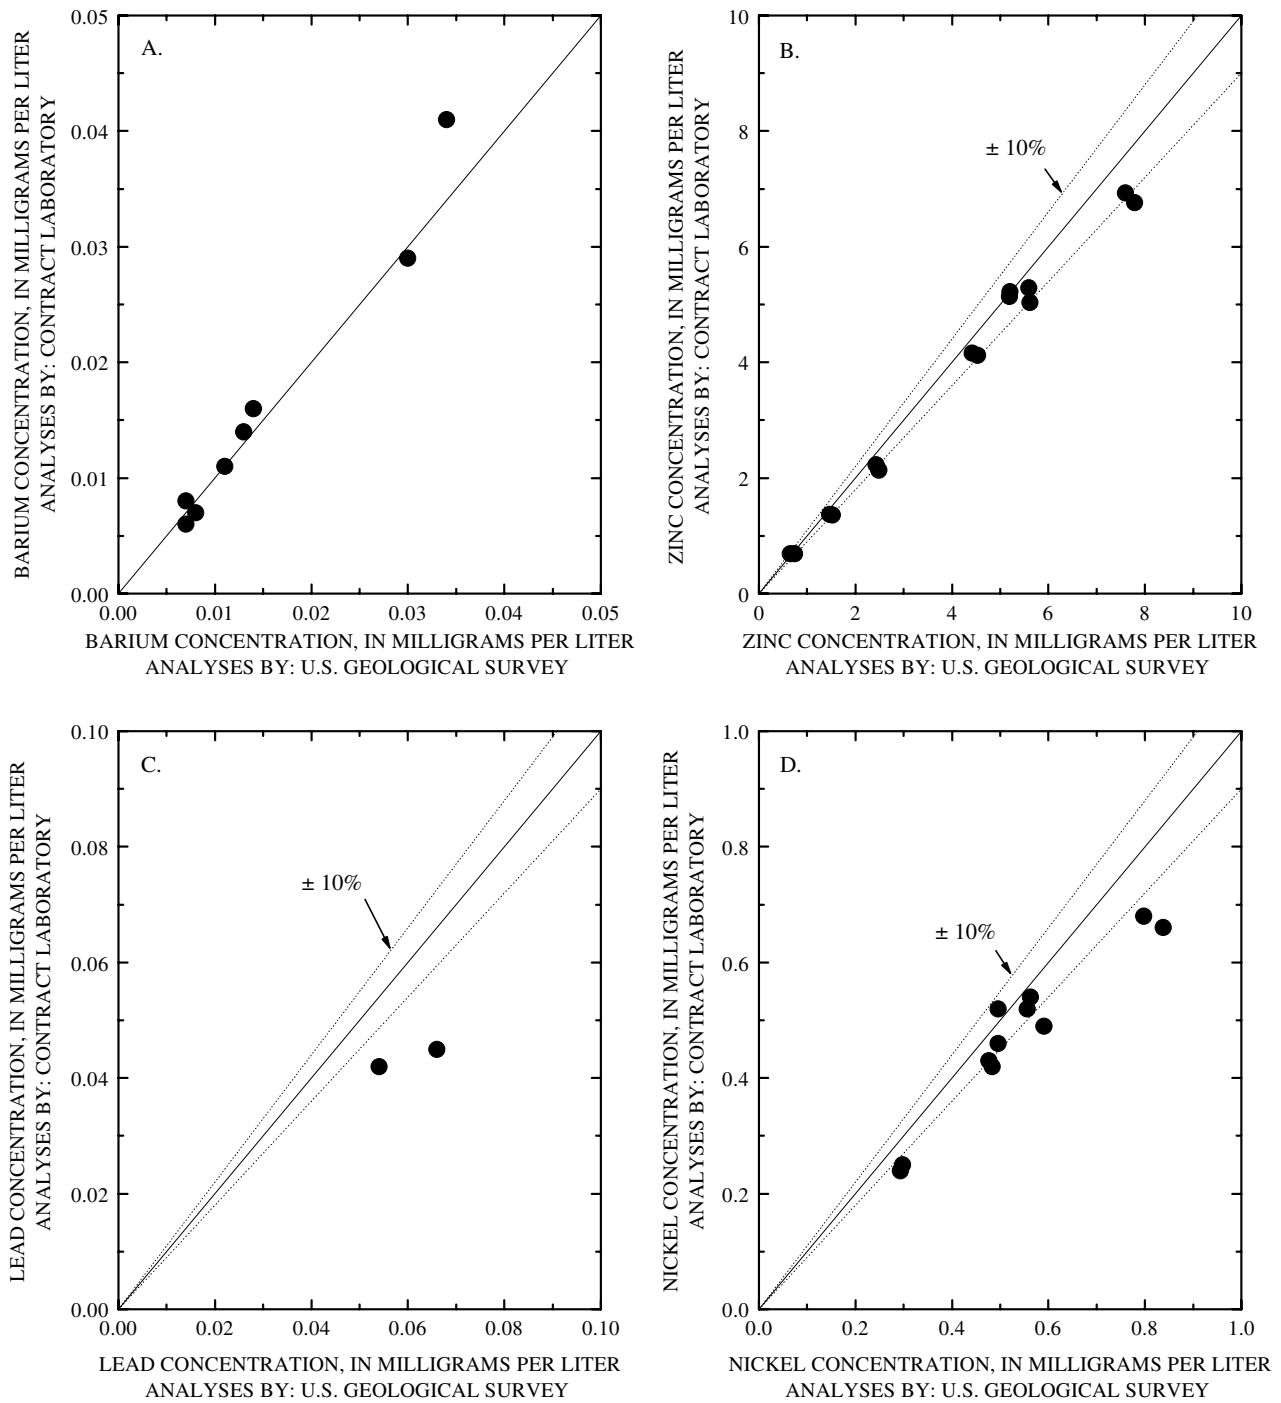 BARIUM CONCENTRATION, IN MILLIGRAMS PER LITER
ANALYSES BY: CONTRACT LABORATORY
A.
0.05
0.04
0.03
0.02
0.01
0.00
0.00 0.01 0.02 0.03 0.04 0.05
BARIUM CONCENTRATION, IN MILLIGRAMS PER LITER
ANALYSES BY: U.S. GEOLOGICAL SURVEY
ZINC CONCENTRATION, IN MILLIGRAMS PER LITER
ANALYSES BY: CONTRACT LABORATORY
B.
± 10%
10
8
6
4
2
0
0 2 4 6 8 10
ZINC CONCENTRATION, IN MILLIGRAMS PER LITER
ANALYSES BY: U.S. GEOLOGICAL SURVEY
LEAD CONCENTRATION, IN MILLIGRAMS PER LITER
ANALYSES BY: CONTRACT LABORATORY
C.
± 10%
0.10
0.08
0.06
0.04
0.02
0.00
0.00 0.02 0.04 0.06 0.08 0.10
LEAD CONCENTRATION, IN MILLIGRAMS PER LITER
ANALYSES BY: U.S. GEOLOGICAL SURVEY
NICKEL CONCENTRATION, IN MILLIGRAMS PER LITER
ANALYSES BY: CONTRACT LABORATORY
D.
± 10%
1.0
0.8
0.6
0.4
0.2
0.0
0.0 0.2 0.4 0.6 0.8 1.0
NICKEL CONCENTRATION, IN MILLIGRAMS PER LITER
ANALYSES BY: U.S. GEOLOGICAL SURVEY